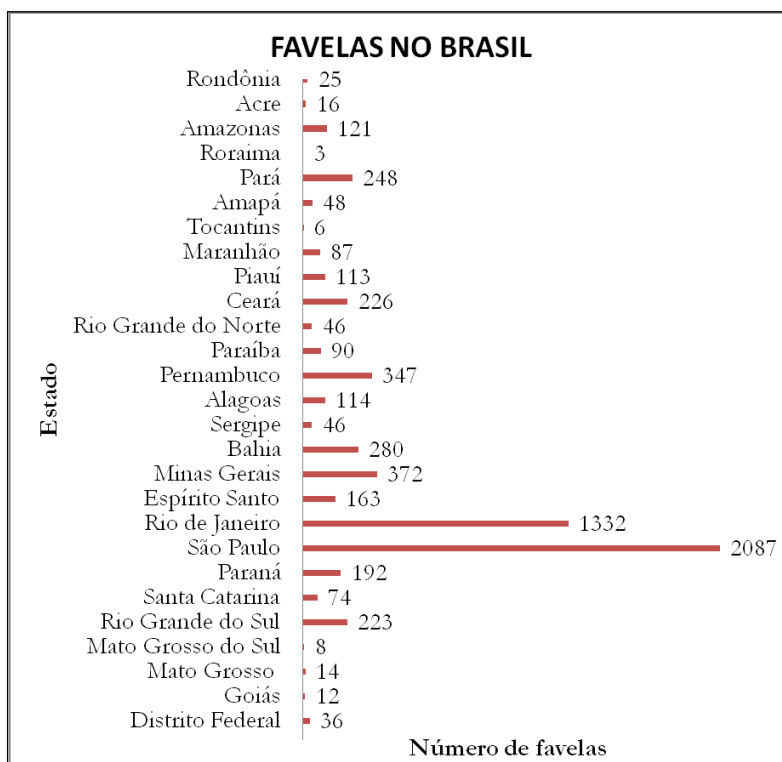 FAVELAS NO BRASIL
Rondônia 25
Acre 16
Amazonas 121
Roraima 3
Pará 248
Amapá 48
Tocantins 6
Maranhão 87
Piauí 113
Ceará 226
Rio Grande do Norte 46
Paraíba 90
Pernambuco 347
Alagoas 114
Sergipe 46
Bahia 280
Minas Gerais 372
Espírito Santo 163
Rio de Janeiro 1332
São Paulo 2087
Paraná 192
Santa Catarina 74
Rio Grande do Sul 223
Mato Grosso do Sul 8
Mato Grosso 14
Goiás 12
Distrito Federal 36
Estado
Número de favelas